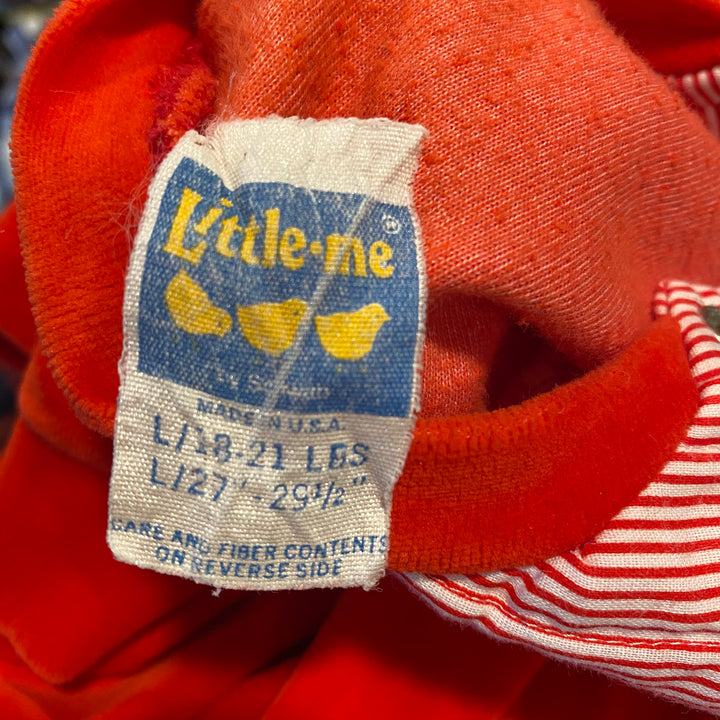 Little-me®
MADE IN U.S.A.
L/18-21 LBS
L/27"-29½"
CARE AND FIBER CONTENTS
ON REVERSE SIDE